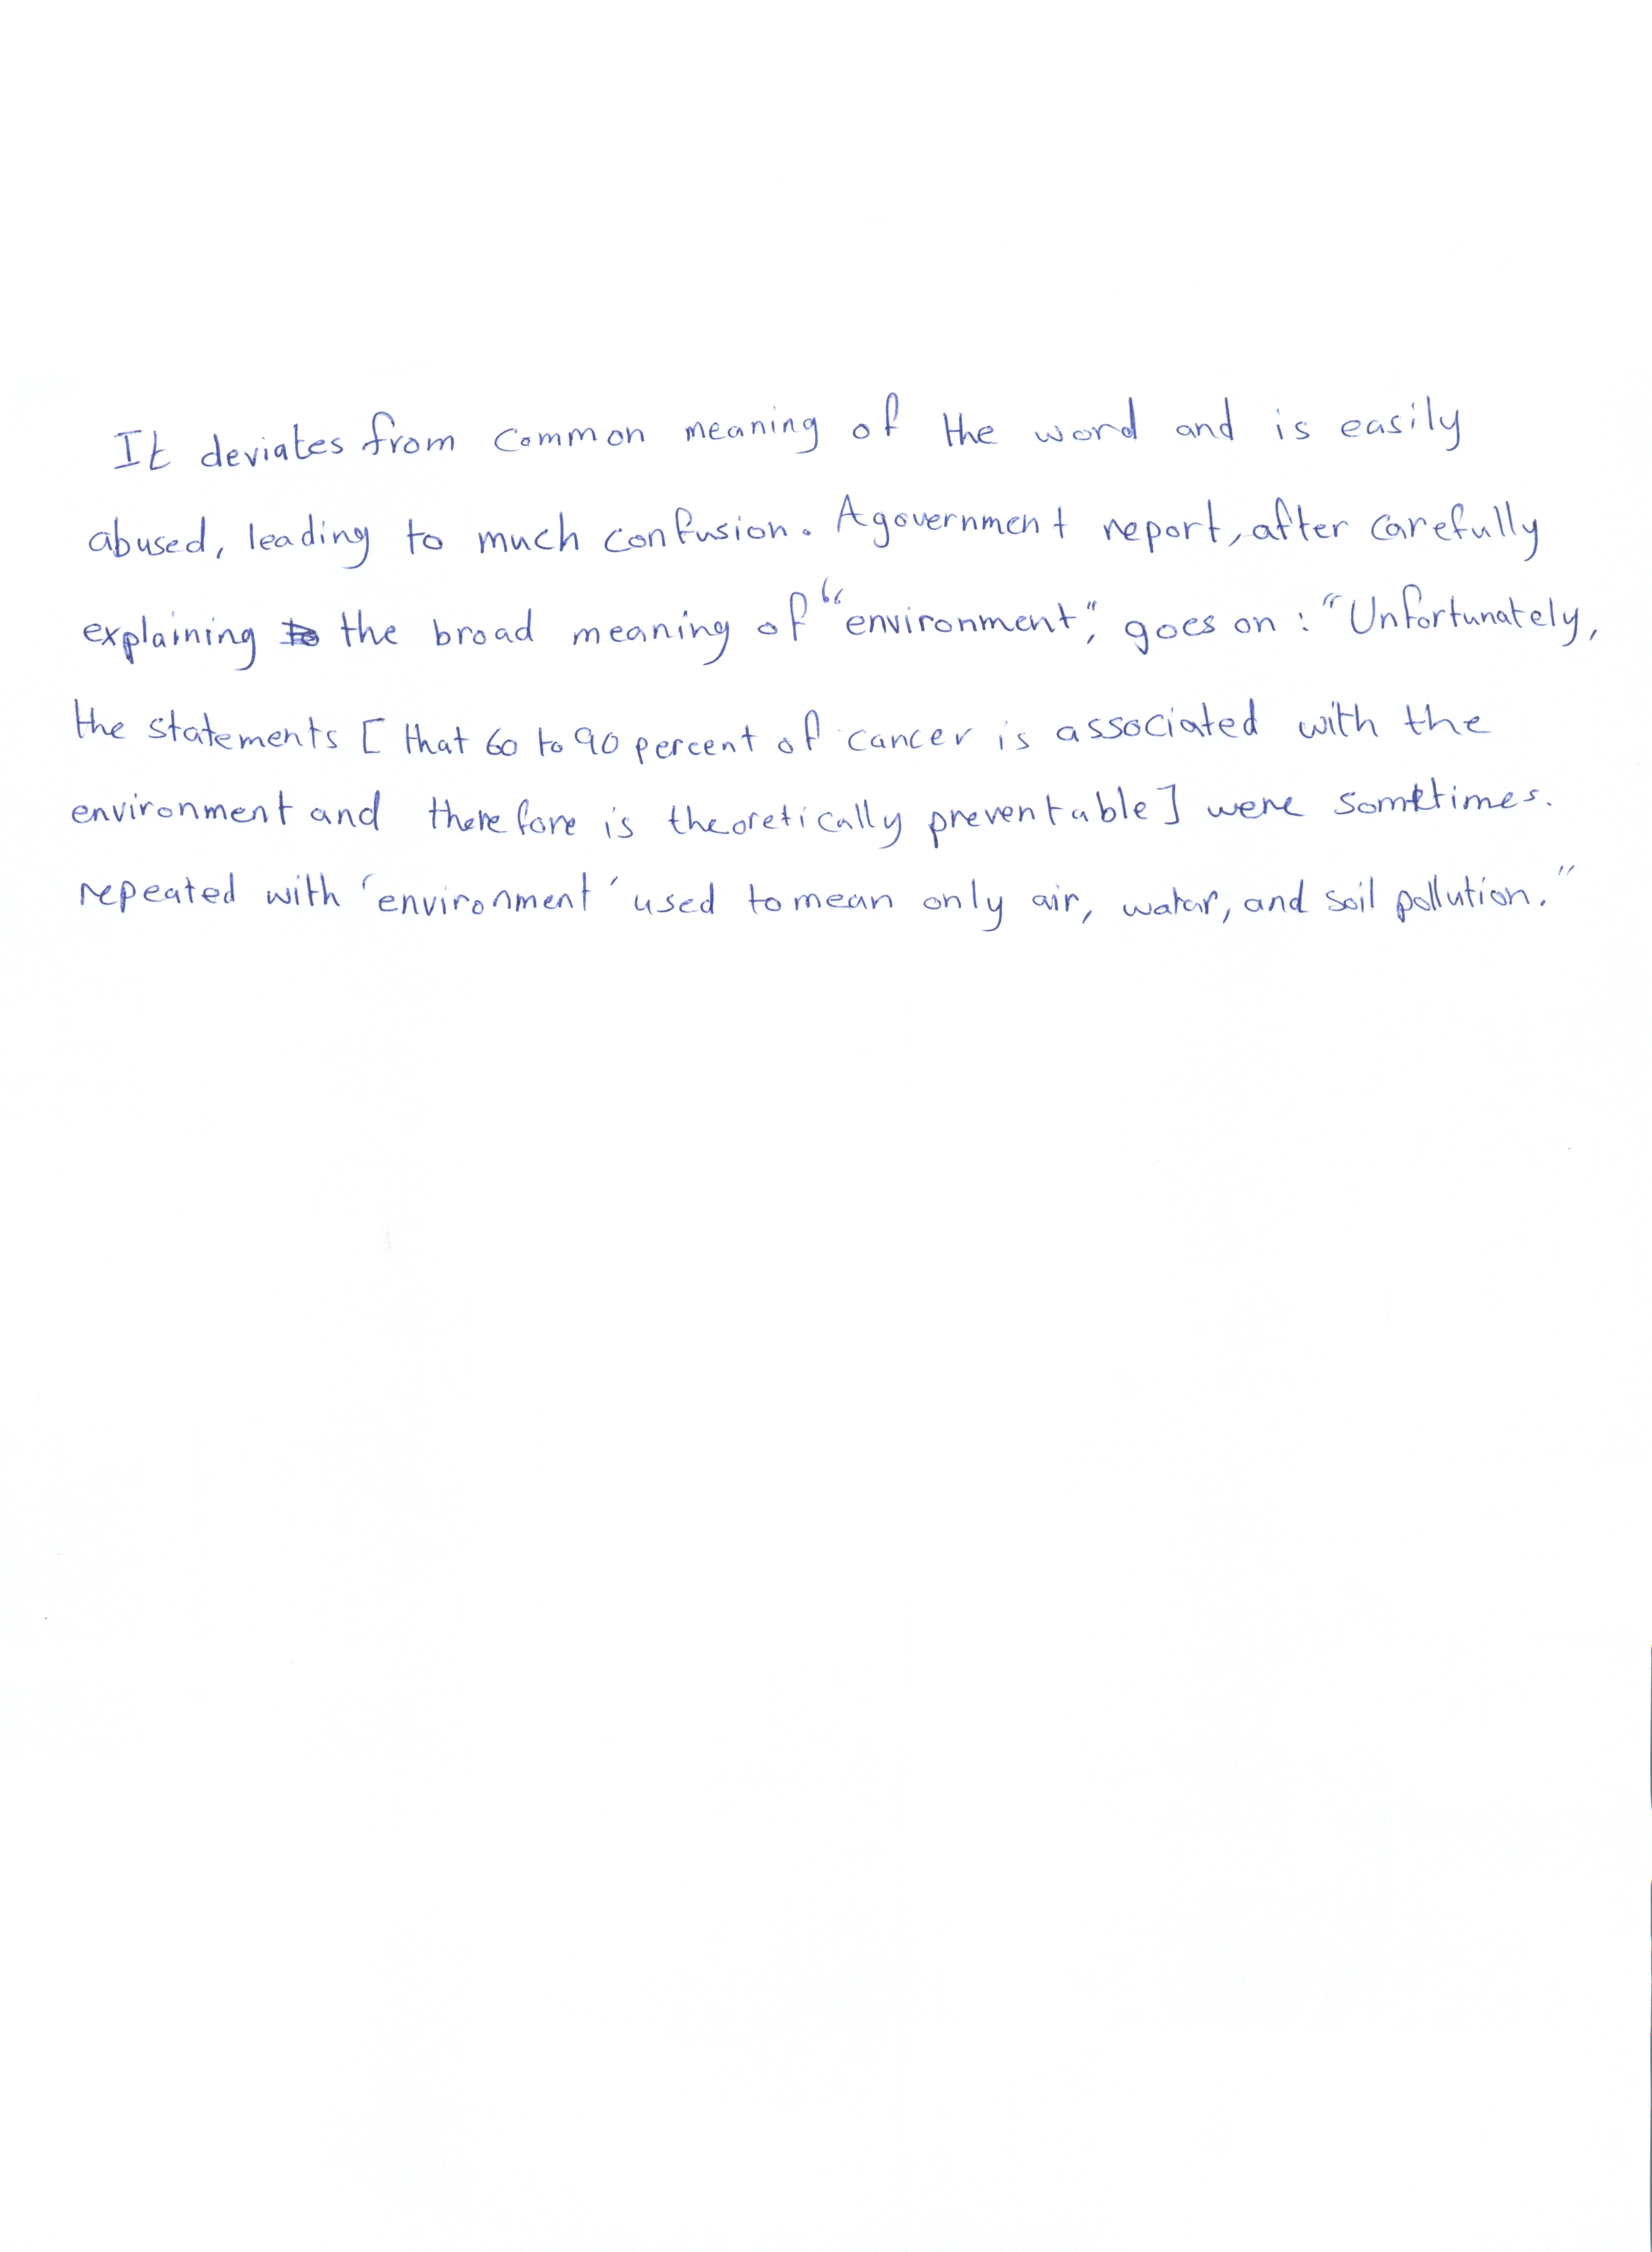 It deviates from common meaning of the word and is easily
abused, leading to much confusion. A government report, after carefully
explaining the broad meaning of "environment", goes on : "Unfortunately,
the statements [ that 60 to 90 percent of cancer is associated with the
environment and therefore is theoretically preventable ] were sometimes.
repeated with 'environment' used to mean only air, water, and soil pollution."